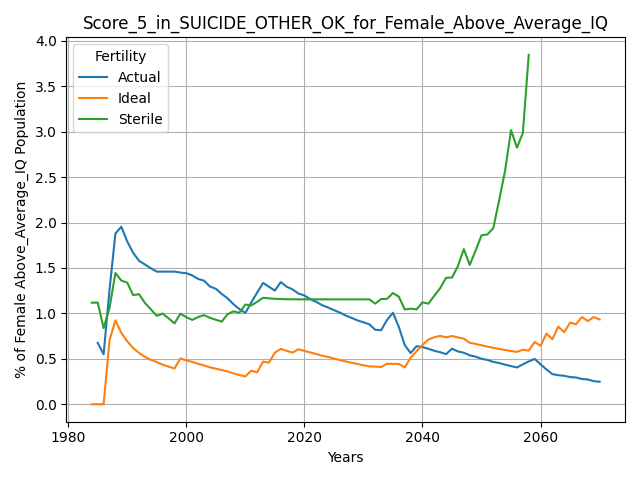 Score_5_in_SUICIDE_OTHER_OK_for_Female_Above_Average_IQ
% of Female Above_Average_IQ Population
4.0
3.5
3.0
2.5
2.0
1.5
1.0
0.5
0.0
Fertility
Actual
Ideal
Sterile
1980
2000
2020
2040
2060
Years